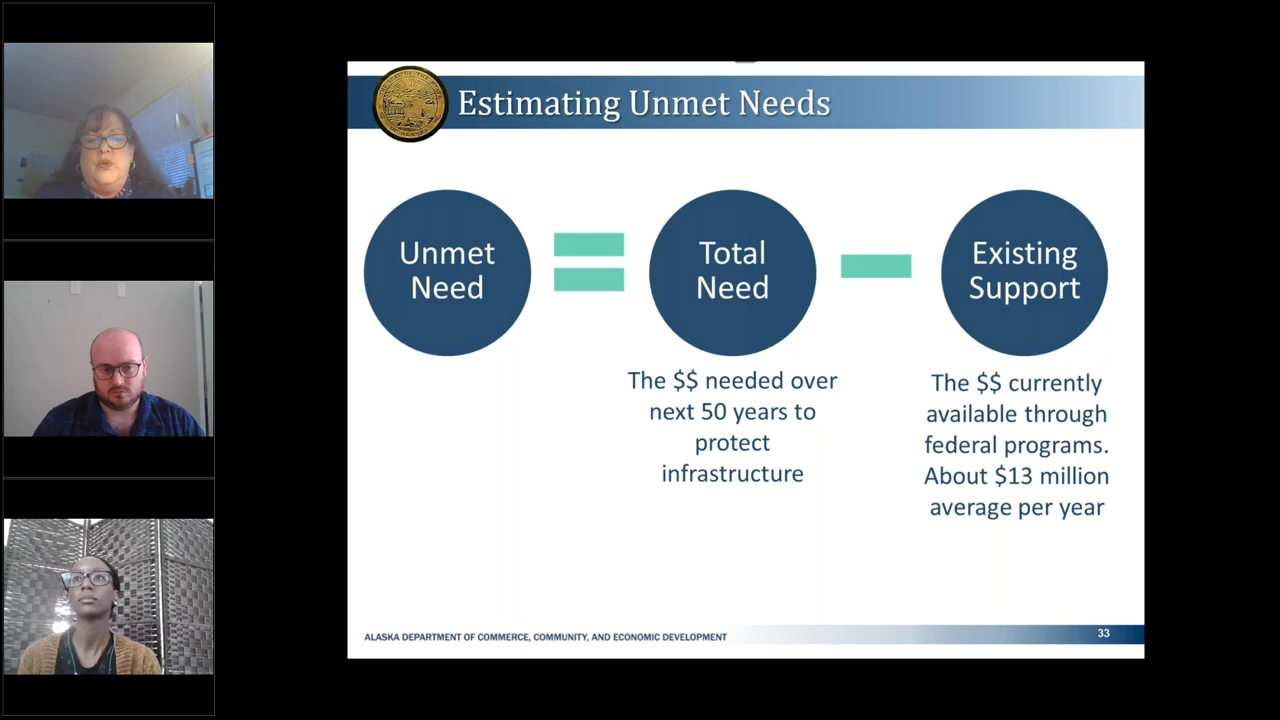 Estimating Unmet Needs
Unmet
Need
Total
Need
Existing
Support
The $$ needed over
next 50 years to
protect
infrastructure
The $$ currently
available through
federal programs.
About $13 million
average per year
ALASKA DEPARTMENT OF COMMERCE, COMMUNITY, AND ECONOMIC DEVELOPMENT
33